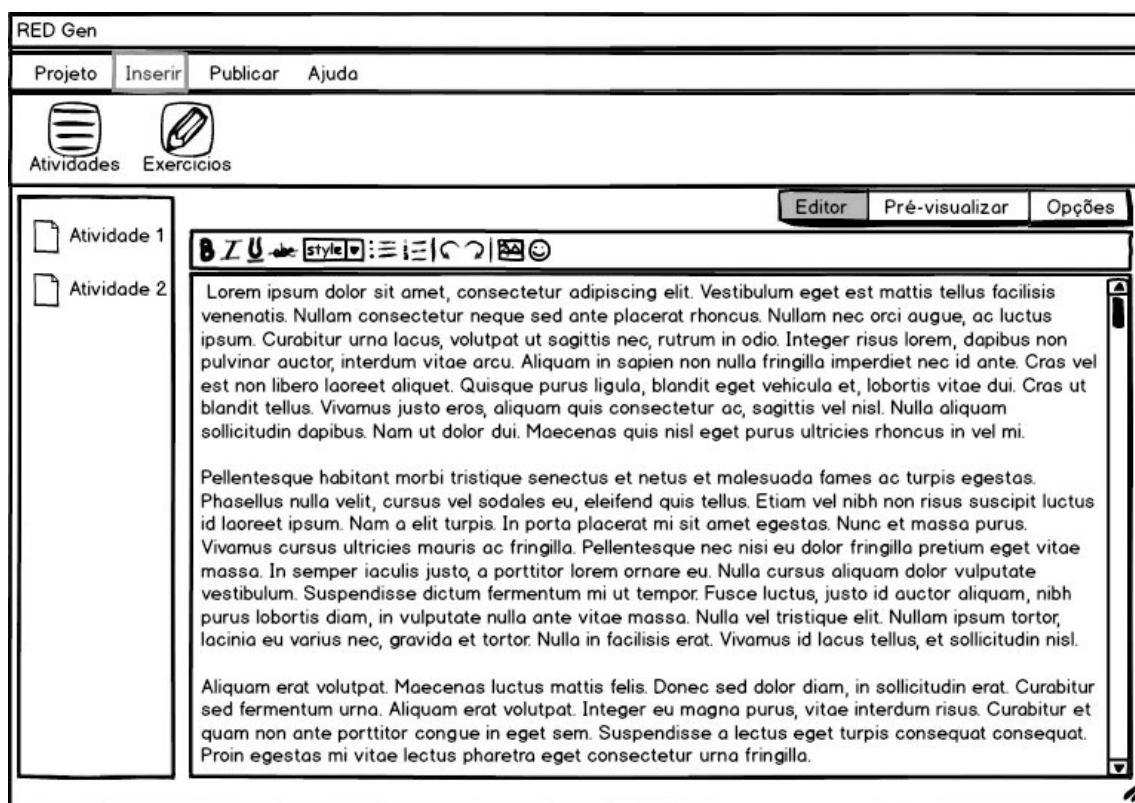 RED Gen
Projeto Inserir Publicar Ajuda
Atividades Exercicios
Editor Pré-visualizar Opções
Atividade 1
Atividade 2
B I U abc style
Lorem ipsum dolor sit amet, consectetur adipiscing elit. Vestibulum eget est mattis tellus facilisis
venenatis. Nullam consectetur neque sed ante placerat rhoncus. Nullam nec orci augue, ac luctus
ipsum. Curabitur urna lacus, volutpat ut sagittis nec, rutrum in odio. Integer risus lorem, dapibus non
pulvinar auctor, interdum vitae arcu. Aliquam in sapien non nulla fringilla imperdiet nec id ante. Cras vel
est non libero laoreet aliquet. Quisque purus ligula, blandit eget vehicula et, lobortis vitae dui. Cras ut
blandit tellus. Vivamus justo eros, aliquam quis consectetur ac, sagittis vel nisl. Nulla aliquam
sollicitudin dapibus. Nam ut dolor dui. Maecenas quis nisl eget purus ultricies rhoncus in vel mi.
Pellentesque habitant morbi tristique senectus et netus et malesuada fames ac turpis egestas.
Phasellus nulla velit, cursus vel sodales eu, eleifend quis tellus. Etiam vel nibh non risus suscipit luctus
id laoreet ipsum. Nam a elit turpis. In porta placerat mi sit amet egestas. Nunc et massa purus.
Vivamus cursus ultricies mauris ac fringilla. Pellentesque nec nisi eu dolor fringilla pretium eget vitae
massa. In semper iaculis justo, a porttitor lorem ornare eu. Nulla cursus aliquam dolor vulputate
vestibulum. Suspendisse dictum fermentum mi ut tempor. Fusce luctus, justo id auctor aliquam, nibh
purus lobortis diam, in vulputate nulla ante vitae massa. Nulla vel tristique elit. Nullam ipsum tortor,
lacinia eu varius nec, gravida et tortor. Nulla in facilisis erat. Vivamus id lacus tellus, et sollicitudin nisl.
Aliquam erat volutpat. Maecenas luctus mattis felis. Donec sed dolor diam, in sollicitudin erat. Curabitur
sed fermentum urna. Aliquam erat volutpat. Integer eu magna purus, vitae interdum risus. Curabitur et
quam non ante porttitor congue in eget sem. Suspendisse a lectus eget turpis consequat consequat.
Proin egestas mi vitae lectus pharetra eget consectetur urna fringilla.